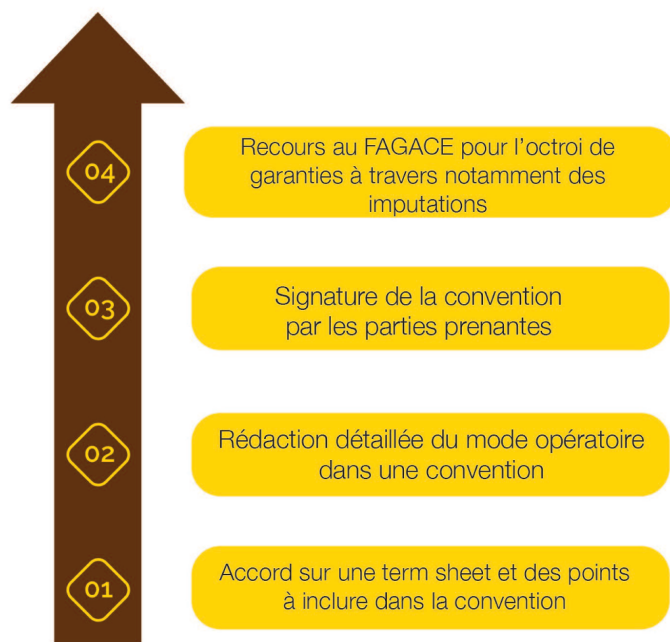 04
Recours au FAGACE pour l'octroi de
garanties à travers notamment des
imputations
03
Signature de la convention
par les parties prenantes
02
Rédaction détaillée du mode opératoire
dans une convention
01
Accord sur une term sheet et des points
à inclure dans la convention